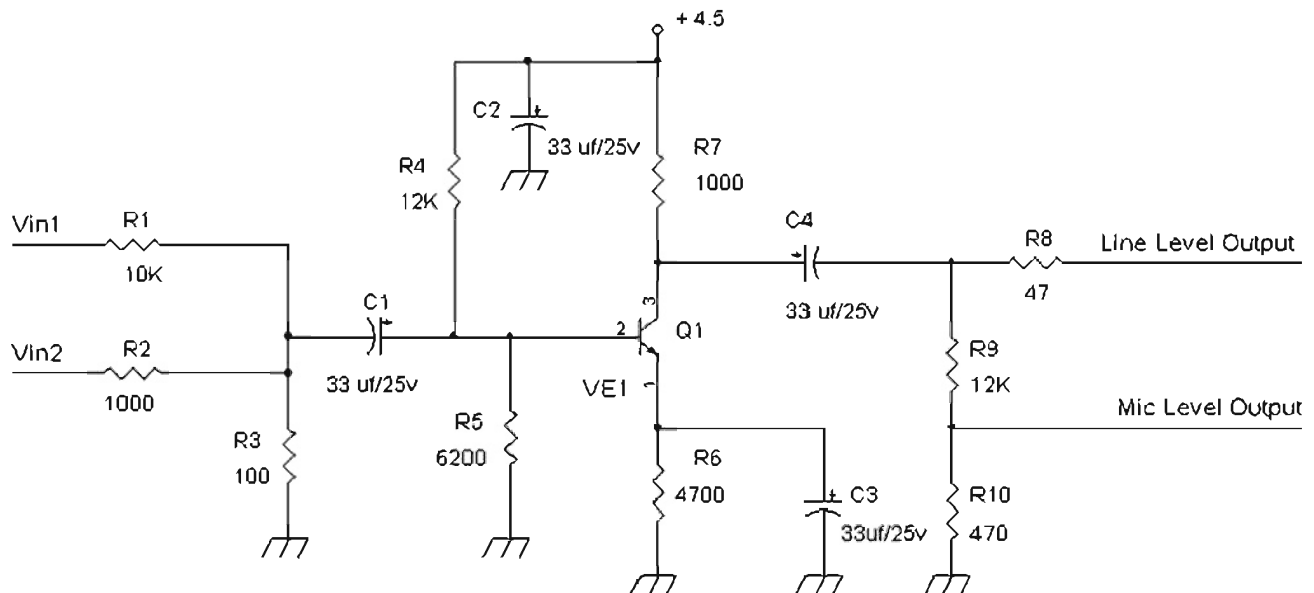 + 4.5
C2
33 uf/25v
R4
12K
R7
1000
Vin1
R1
10K
C4
33 uf/25v
R8
47
Line Level Output
C1
33 uf/25v
2
3
Q1
1
VE1
Vin2
R2
1000
R9
12K
Mic Level Output
R3
100
R5
6200
R6
4700
C3
33uf/25v
R10
470